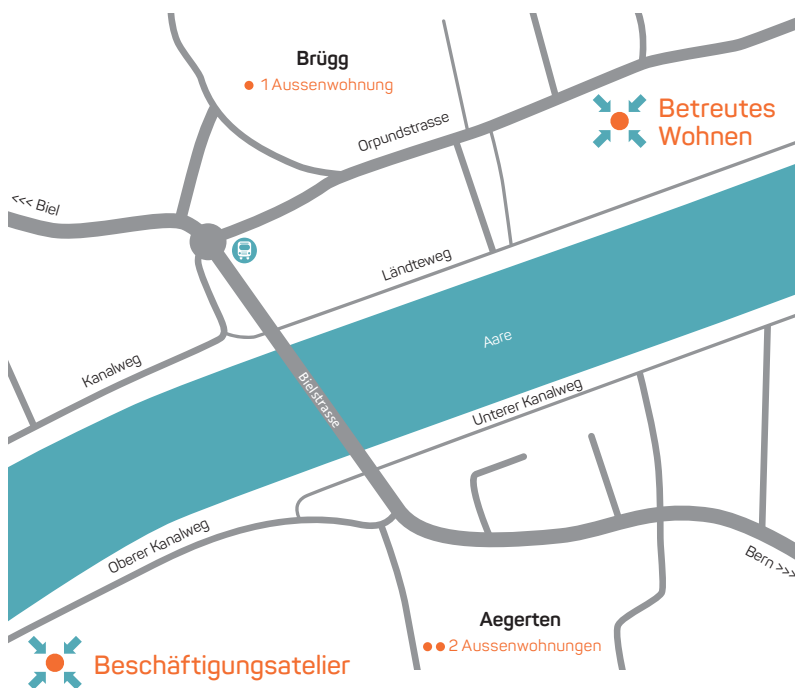 Brügg
1 Aussenwohnung
Betreutes
Wohnen
Orpundstrasse
<<< Biel
Ländteweg
Aare
Kanalweg
Bielstrasse
Unterer Kanalweg
Oberer Kanalweg
Bern >>>
Aegerten
2 Aussenwohnungen
Beschäftigungsatelier